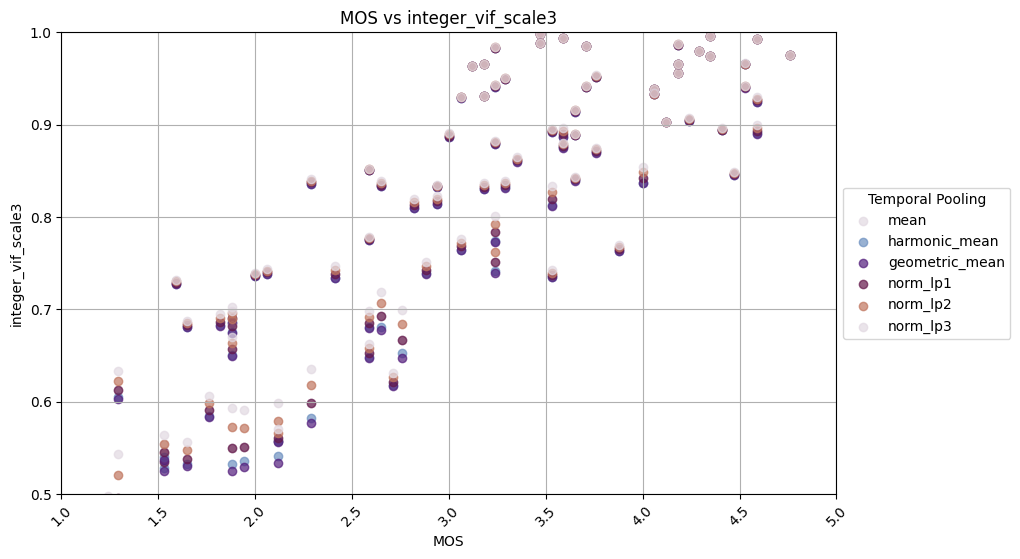 MOS vs integer_vif_scale3
integer_vif_scale3
1.0
0.9
0.8
0.7
0.6
0.5
1.0
1.5
2.0
2.5
3.0
3.5
4.0
4.5
5.0
MOS
Temporal Pooling
mean
harmonic_mean
geometric_mean
norm_lp1
norm_lp2
norm_lp3